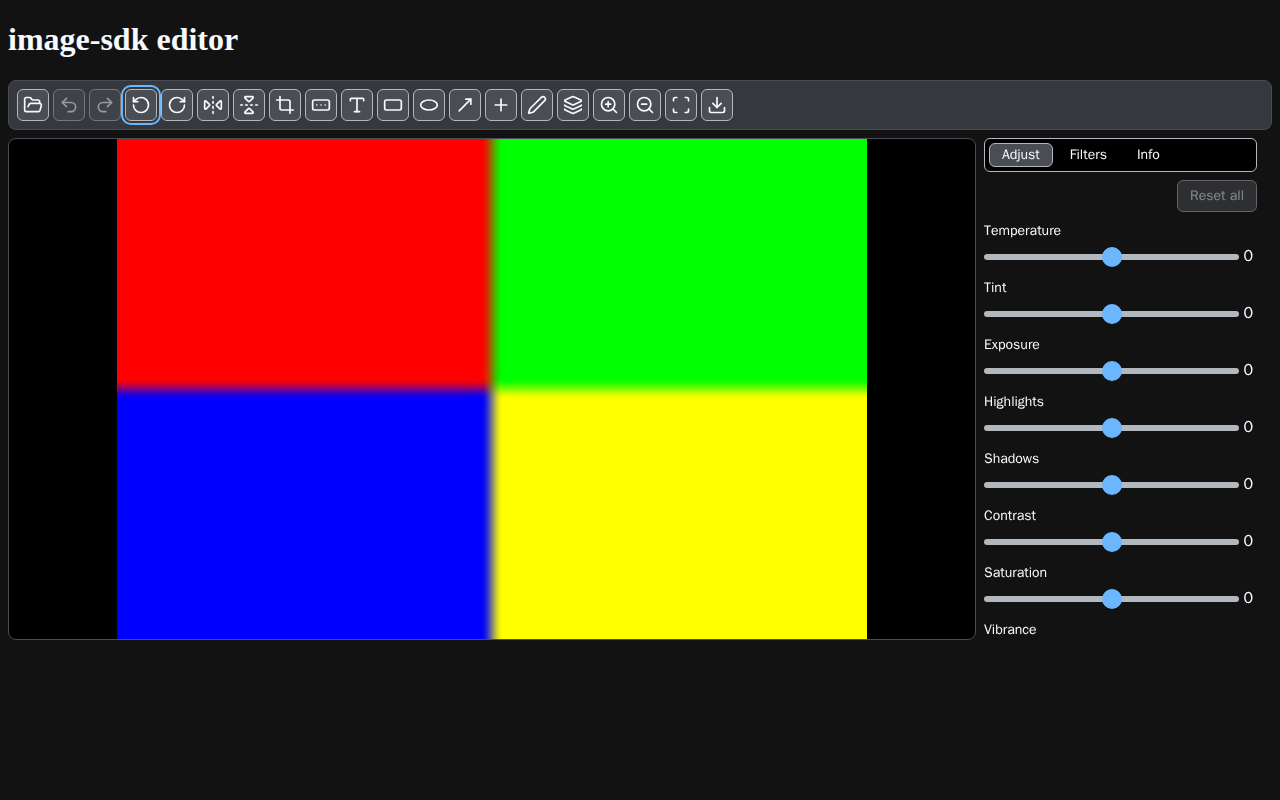 image-sdk editor
Adjust Filters Info
Reset all
Temperature
0
Tint
0
Exposure
0
Highlights
0
Shadows
0
Contrast
0
Saturation
0
Vibrance